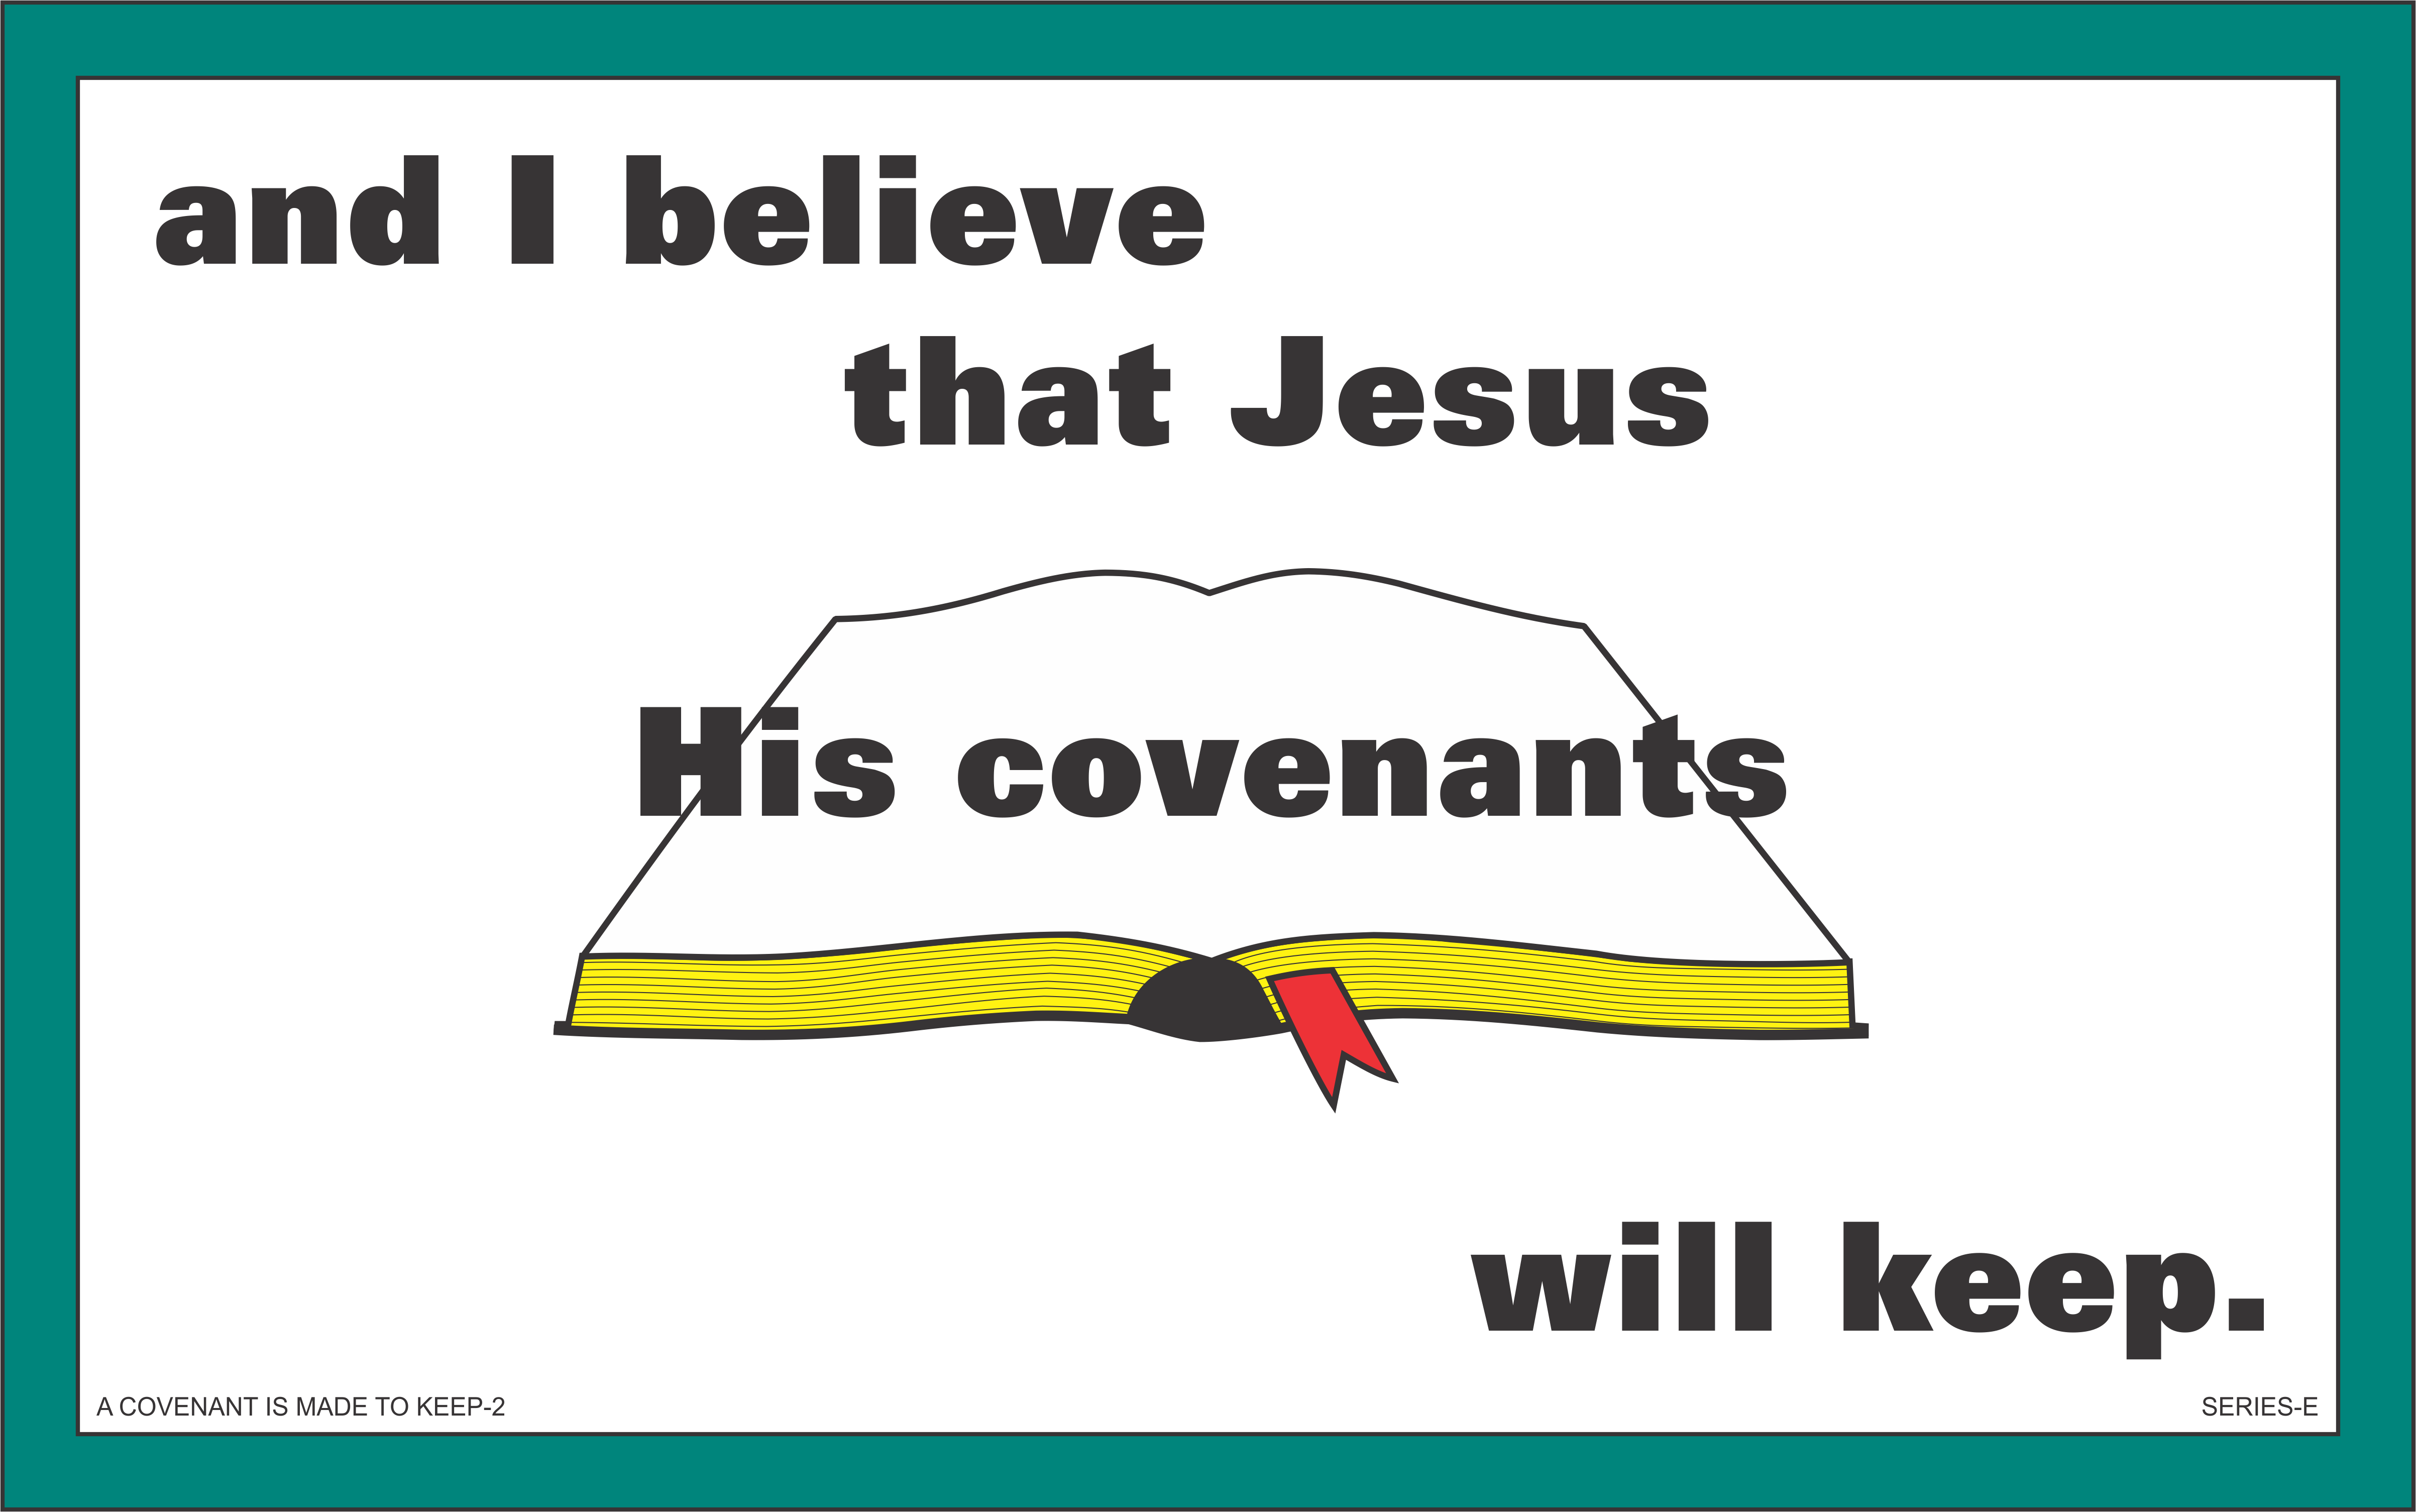 and I believe
that Jesus
His covenants
will keep.
A COVENANT IS MADE TO KEEP-2
SERIES-E